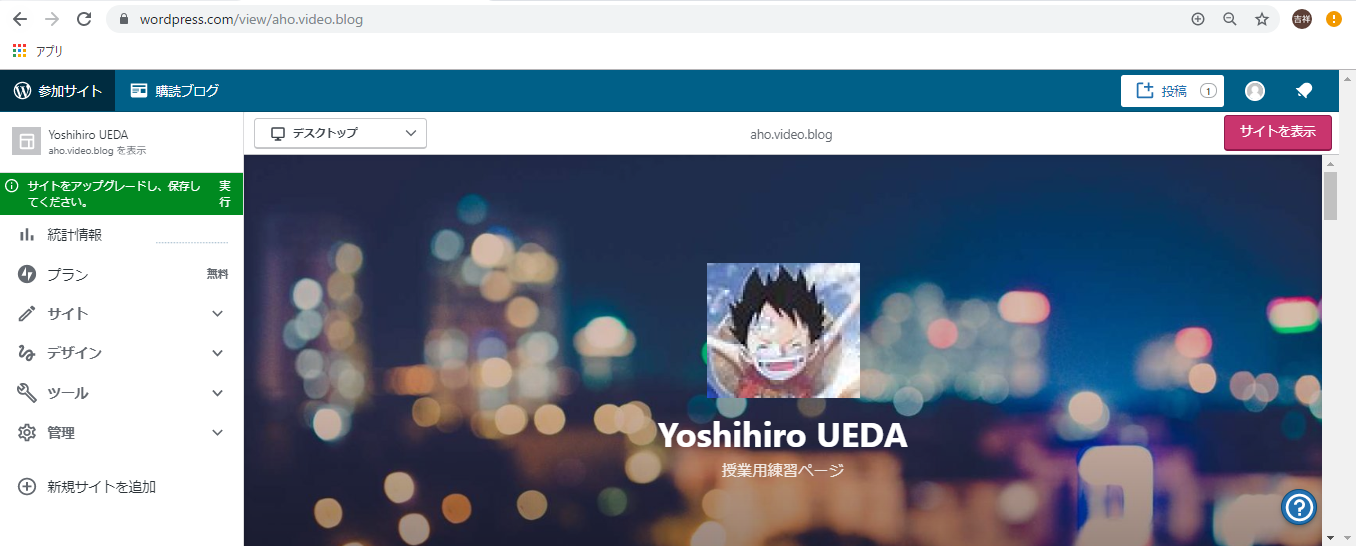 wordpress.com/view/aho.video.blog
吉祥
アプリ
参加サイト
購読ブログ
投稿 1
Yoshihiro UEDA
aho.video.blog を表示
デスクトップ
aho.video.blog
サイトを表示
サイトをアップグレードし、保存し
てください。
実
行
統計情報
プラン 無料
サイト
デザイン
ツール
管理
新規サイトを追加
Yoshihiro UEDA
授業用練習ページ